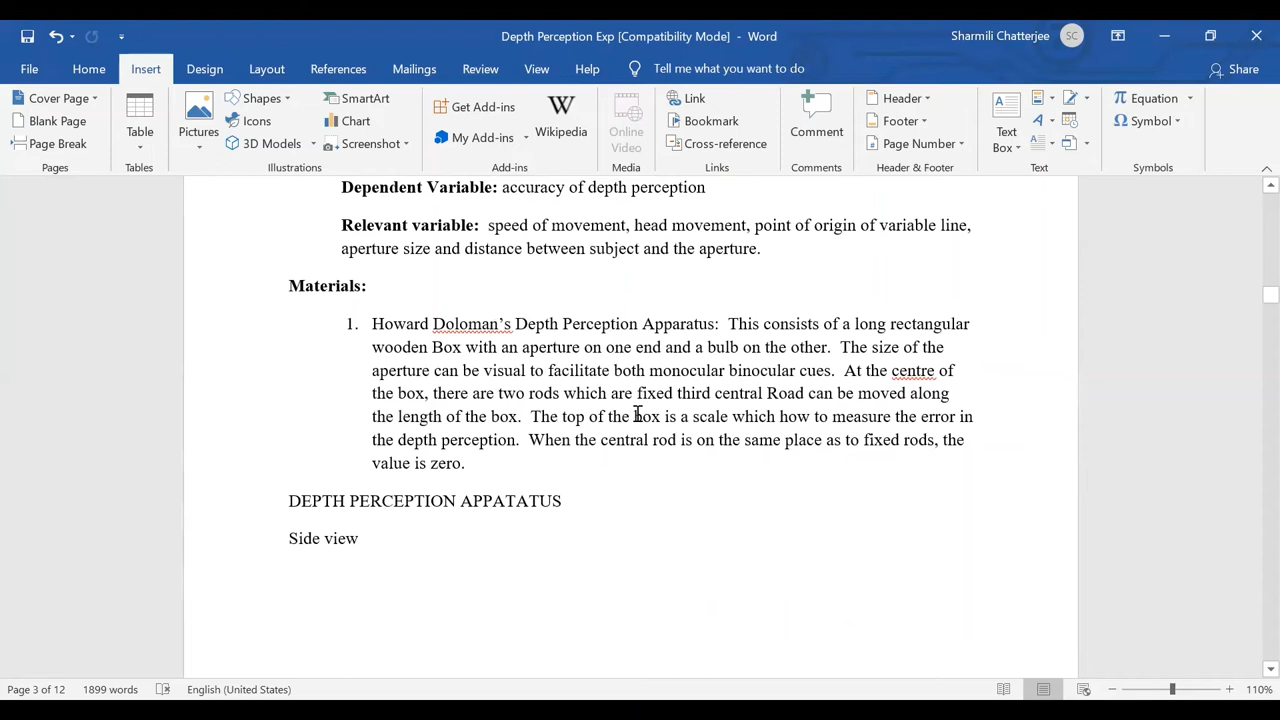 Depth Perception Exp [Compatibility Mode] - Word
Sharmili Chatterjee
SC
File Home Insert Design Layout References Mailings Review View Help Tell me what you want to do Share
Cover Page
Blank Page
Page Break
Pages
Table
Tables
Pictures
Shapes
Icons
3D Models
SmartArt
Chart
Screenshot
Illustrations
Get Add-ins
My Add-ins
Wikipedia
Add-ins
Online Video
Media
Link
Bookmark
Cross-reference
Links
Comment
Comments
Header
Footer
Page Number
Header & Footer
Text Box
Text
Equation
Symbol
Symbols
Dependent Variable: accuracy of depth perception
Relevant variable: speed of movement, head movement, point of origin of variable line,
aperture size and distance between subject and the aperture.
Materials:
1. Howard Doloman's Depth Perception Apparatus: This consists of a long rectangular
wooden Box with an aperture on one end and a bulb on the other. The size of the
aperture can be visual to facilitate both monocular binocular cues. At the centre of
the box, there are two rods which are fixed third central Road can be moved along
the length of the box. The top of the box is a scale which how to measure the error in
the depth perception. When the central rod is on the same place as to fixed rods, the
value is zero.
DEPTH PERCEPTION APPATATUS
Side view
Page 3 of 12 1899 words English (United States) 110%